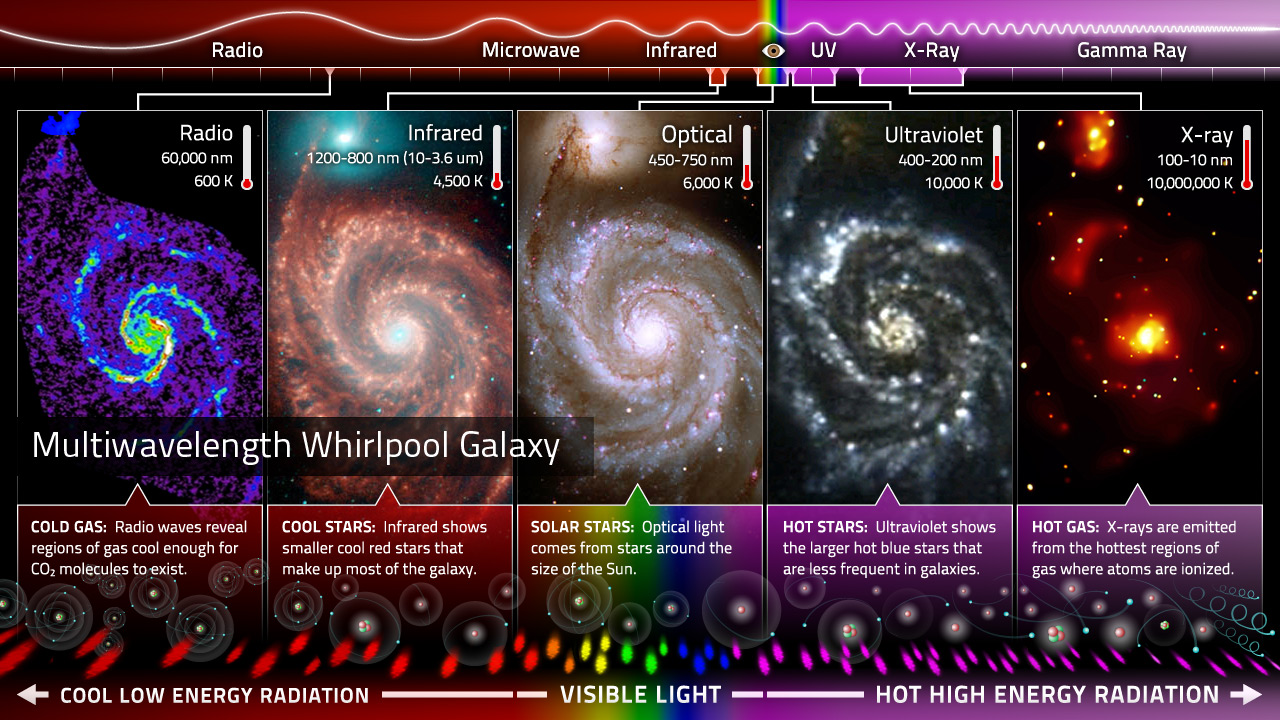 Radio
Microwave
Infrared
UV
X-Ray
Gamma Ray
Radio
60,000 nm
600 K
Infrared
1200-800 nm (10-3.6 um)
4,500 K
Optical
450-750 nm
6,000 K
Ultraviolet
400-200 nm
10,000 K
X-ray
100-10 nm
10,000,000 K
Multiwavelength Whirlpool Galaxy
COLD GAS: Radio waves reveal
regions of gas cool enough for
CO₂ molecules to exist.
COOL STARS: Infrared shows
smaller cool red stars that
make up most of the galaxy.
SOLAR STARS: Optical light
comes from stars around the
size of the Sun.
HOT STARS: Ultraviolet shows
the larger hot blue stars that
are less frequent in galaxies.
HOT GAS: X-rays are emitted
from the hottest regions of
gas where atoms are ionized.
COOL LOW ENERGY RADIATION
VISIBLE LIGHT
HOT HIGH ENERGY RADIATION